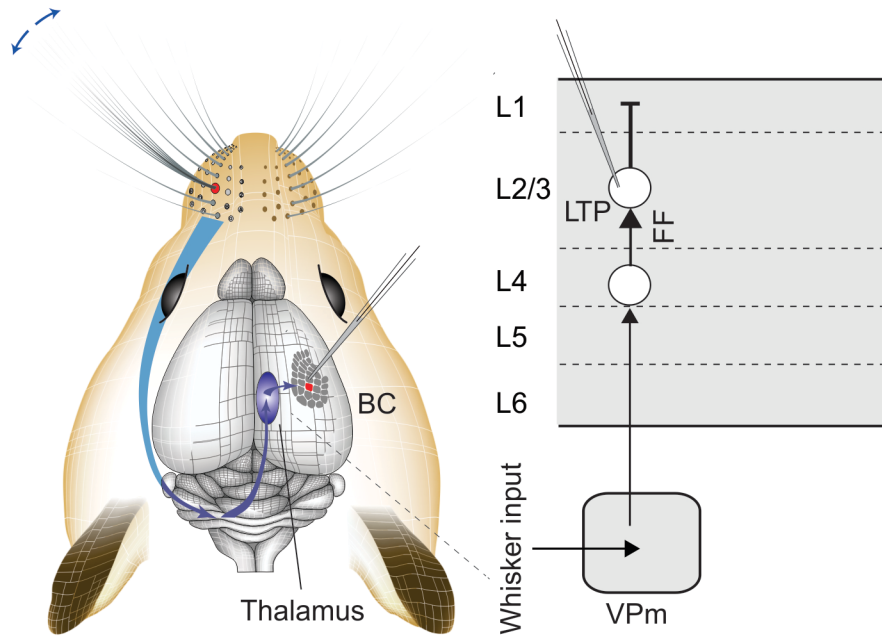 BC
Thalamus
L1
L2/3
L4
L5
L6
LTP
FF
Whisker input
VPm